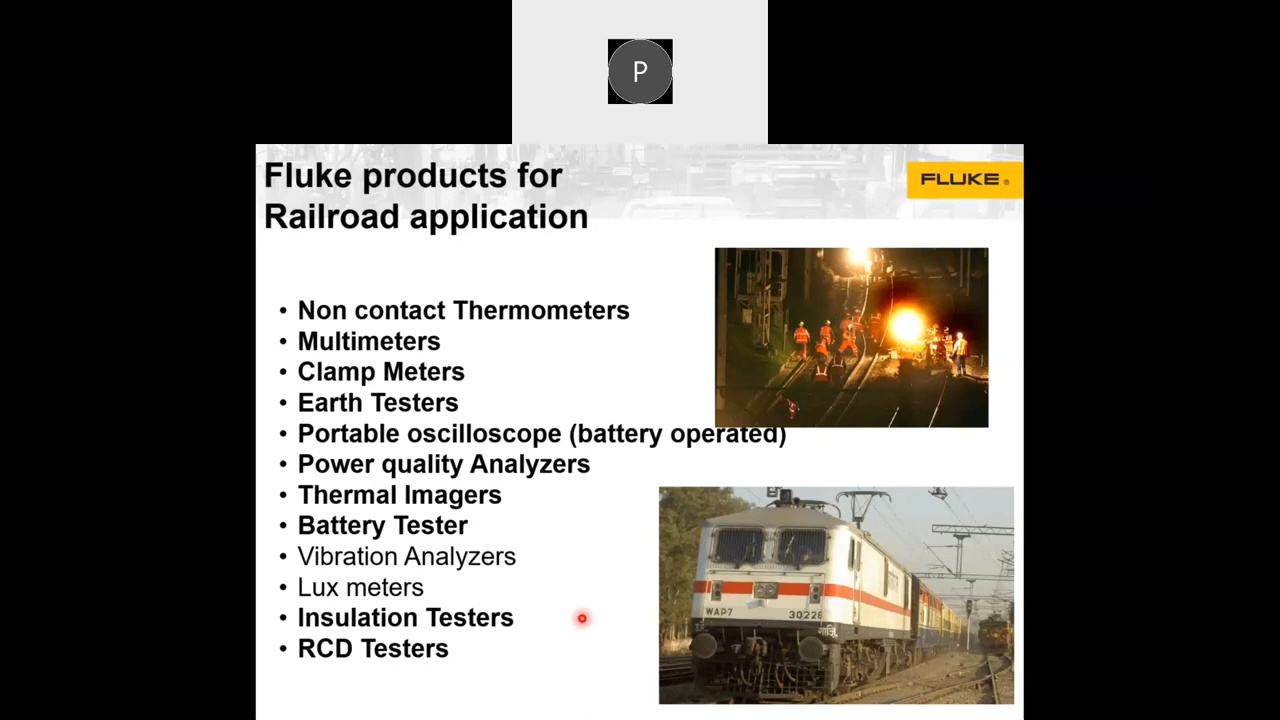 P
Fluke products for
Railroad application
FLUKE ®
• Non contact Thermometers
• Multimeters
• Clamp Meters
• Earth Testers
• Portable oscilloscope (battery operated)
• Power quality Analyzers
• Thermal Imagers
• Battery Tester
• Vibration Analyzers
• Lux meters
• Insulation Testers
• RCD Testers
WAP7 30226